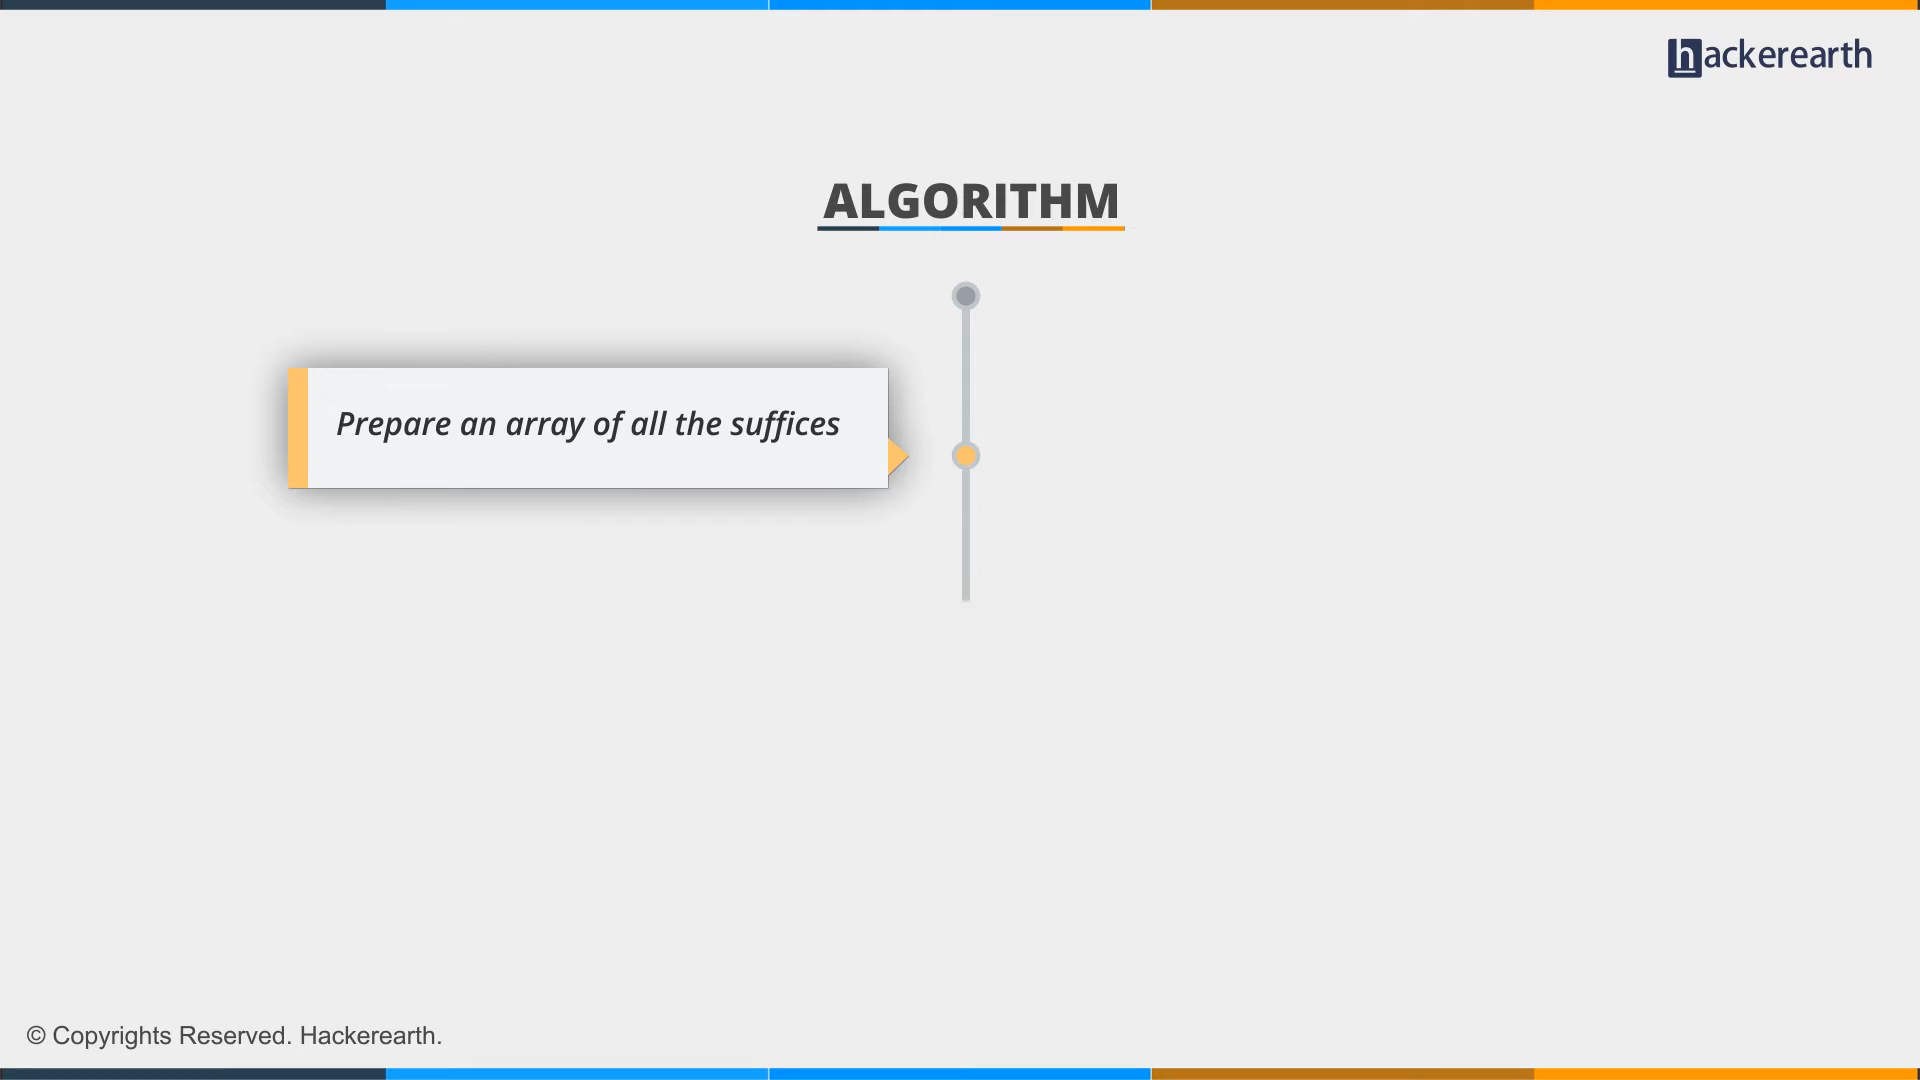 hackerearth
ALGORITHM
Prepare an array of all the suffices
© Copyrights Reserved. Hackerearth.